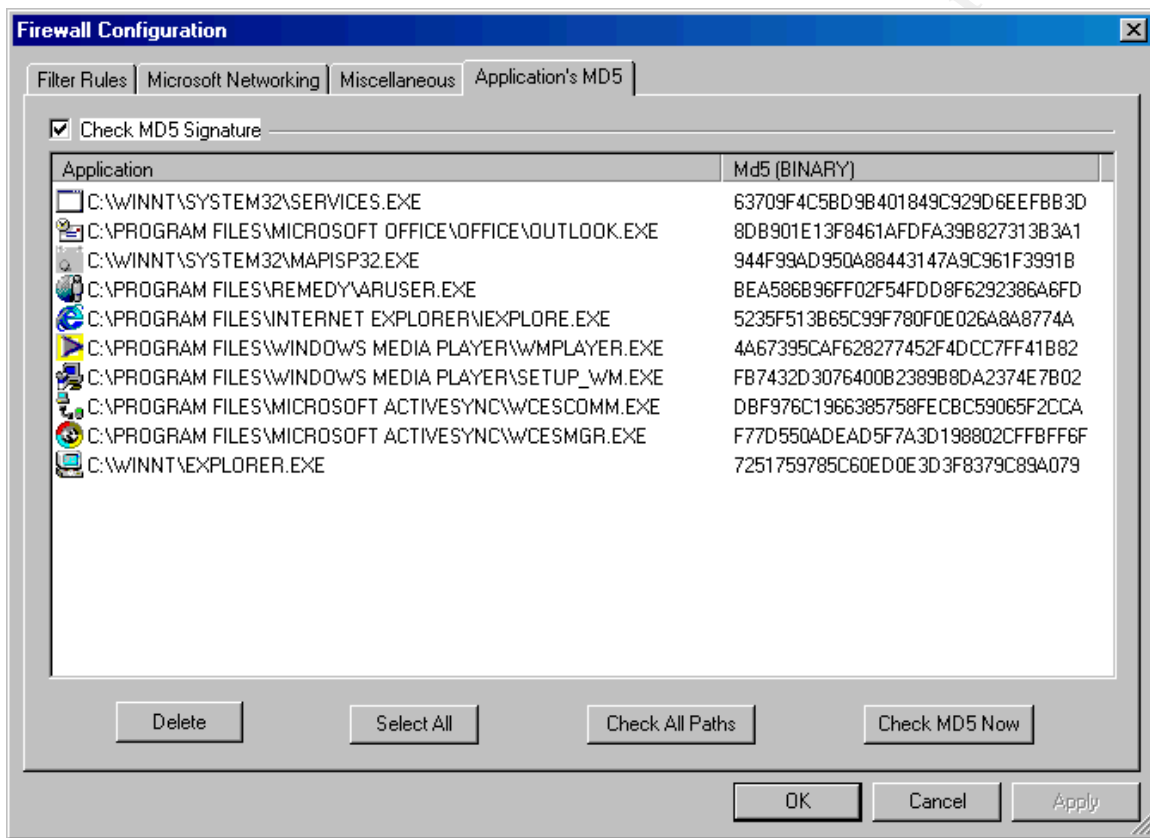 Firewall Configuration
Filter Rules Microsoft Networking Miscellaneous Application's MD5
Check MD5 Signature
Application Md5 (BINARY)
C:\WINNT\SYSTEM32\SERVICES.EXE 63709F4C5BD9B401849C929D6EEFBB3D
C:\PROGRAM FILES\MICROSOFT OFFICE\OFFICE\OUTLOOK.EXE 8DB901E13F8461AFDFA39B827313B3A1
C:\WINNT\SYSTEM32\MAPISP32.EXE 944F99AD950A88443147A9C961F3991B
C:\PROGRAM FILES\REMEDY\ARUSER.EXE BEA586B96FF02F54FDD8F6292386A6FD
C:\PROGRAM FILES\INTERNET EXPLORER\IEXPLORE.EXE 5235F513B65C99F780F0E026A8A8774A
C:\PROGRAM FILES\WINDOWS MEDIA PLAYER\WMPLAYER.EXE 4A67395CAF628277452F4DCC7FF41B82
C:\PROGRAM FILES\WINDOWS MEDIA PLAYER\SETUP_WM.EXE FB7432D3076400B2389B8DA2374E7B02
C:\PROGRAM FILES\MICROSOFT ACTIVESYNC\WCESCOMM.EXE DBF976C1966385758FECBC59065F2CCA
C:\PROGRAM FILES\MICROSOFT ACTIVESYNC\WCESMGR.EXE F77D550ADEAD5F7A3D198802CFFBFF6F
C:\WINNT\EXPLORER.EXE 7251759785C60ED0E3D3F8379C89A079
Delete Select All Check All Paths Check MD5 Now
OK Cancel Apply